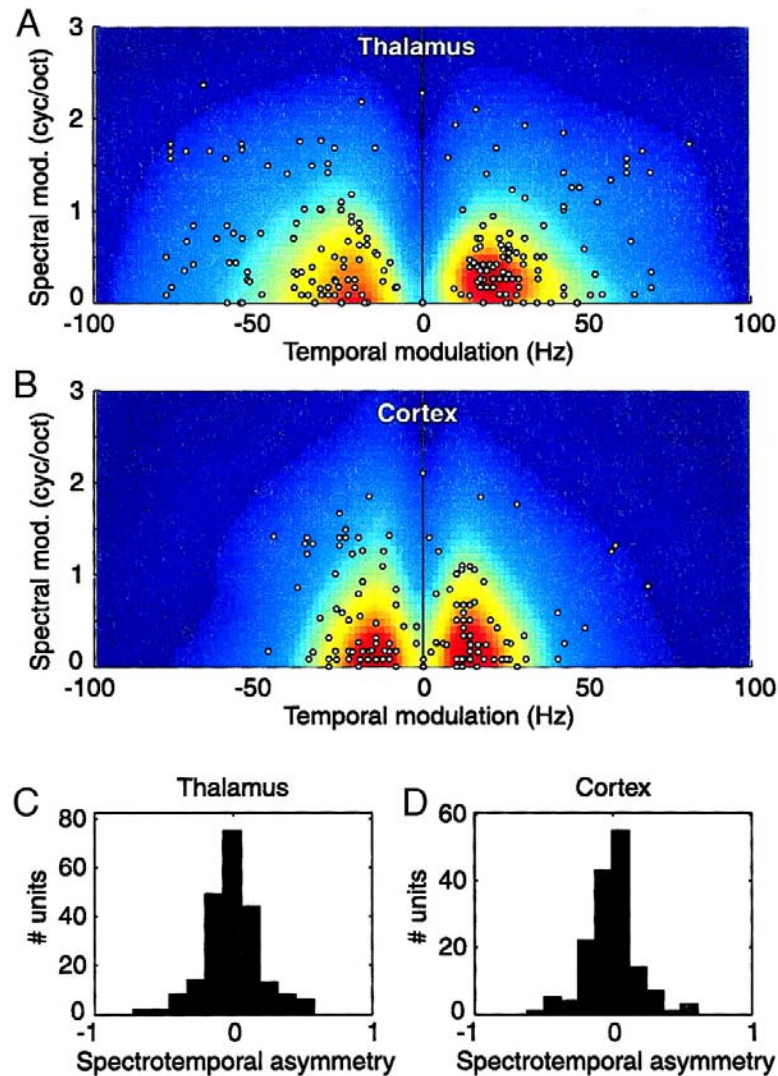 A
Thalamus
3
2
1
0
Spectral mod. (cyc/oct)
-100 -50 0 50 100
Temporal modulation (Hz)
B
Cortex
3
2
1
0
Spectral mod. (cyc/oct)
-100 -50 0 50 100
Temporal modulation (Hz)
C
Thalamus
80
60
40
20
0
# units
-1 0 1
Spectrotemporal asymmetry
D
Cortex
60
40
20
0
# units
-1 0 1
Spectrotemporal asymmetry